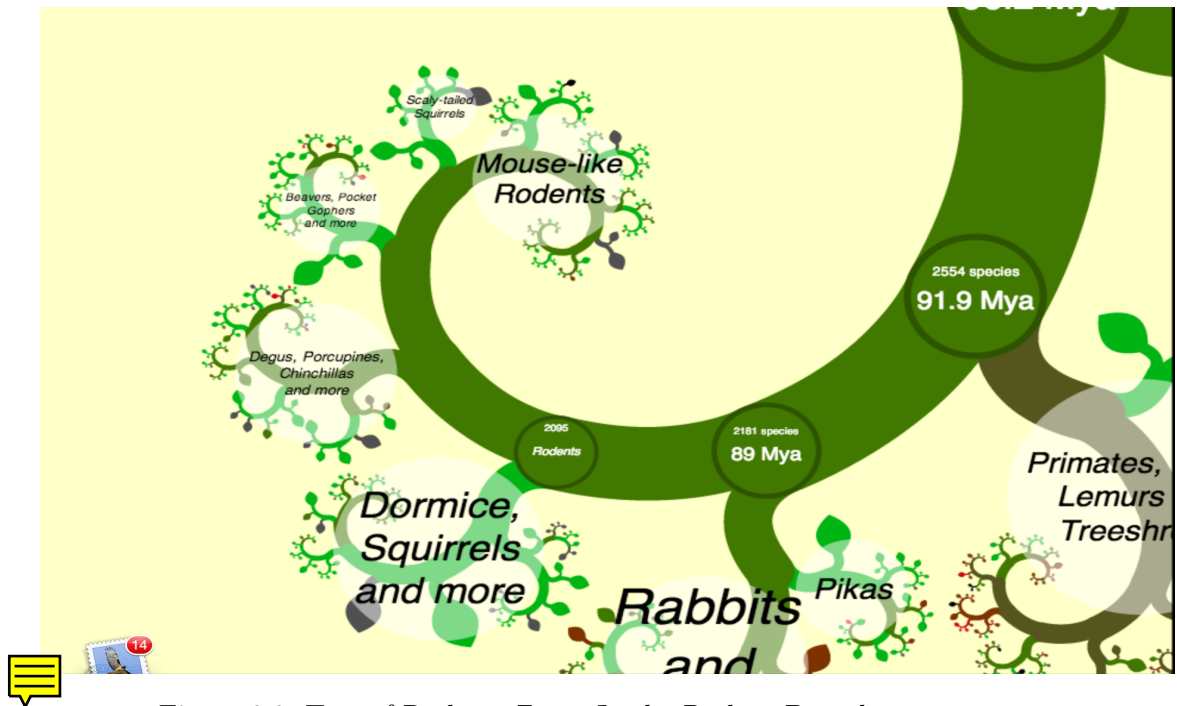 Scaly-tailed
Squirrels
Mouse-like
Rodents
Beavers, Pocket
Gophers
and more
2554 species
91.9 Mya
Degus, Porcupines,
Chinchillas
and more
2095
Rodents
2181 species
89 Mya
Primates,
Lemurs
Dormice,
Squirrels
and more
Pikas
Rabbits
and
14